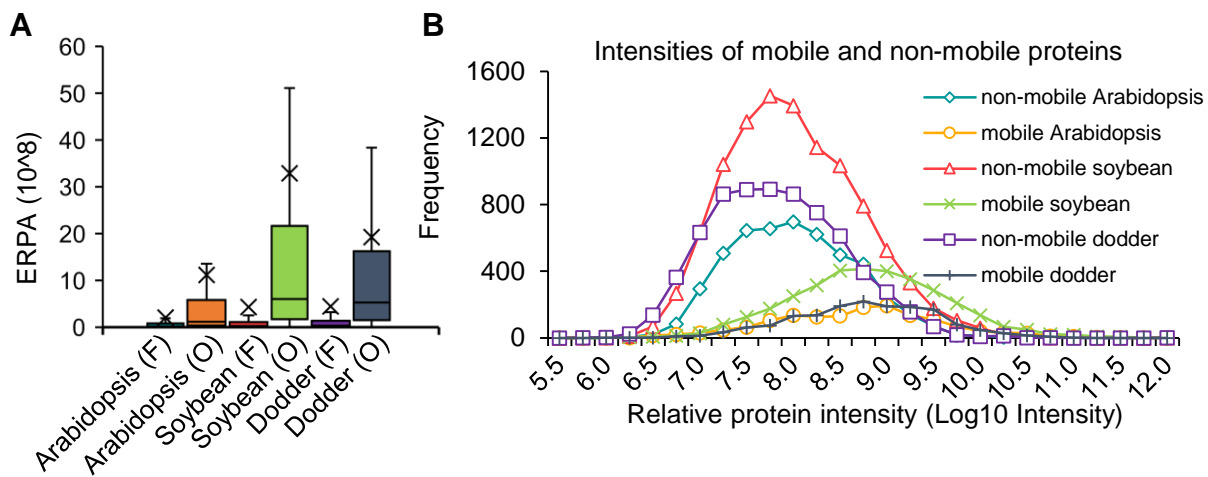 A
ERPA (10^8)
60
50
40
30
20
10
0
Arabidopsis (F)
Arabidopsis (O)
Soybean (F)
Soybean (O)
Dodder (F)
Dodder (O)
B
Intensities of mobile and non-mobile proteins
Frequency
1600
1200
800
400
0
non-mobile Arabidopsis
mobile Arabidopsis
non-mobile soybean
mobile soybean
non-mobile dodder
mobile dodder
5.5
6.0
6.5
7.0
7.5
8.0
8.5
9.0
9.5
10.0
10.5
11.0
11.5
12.0
Relative protein intensity (Log10 Intensity)